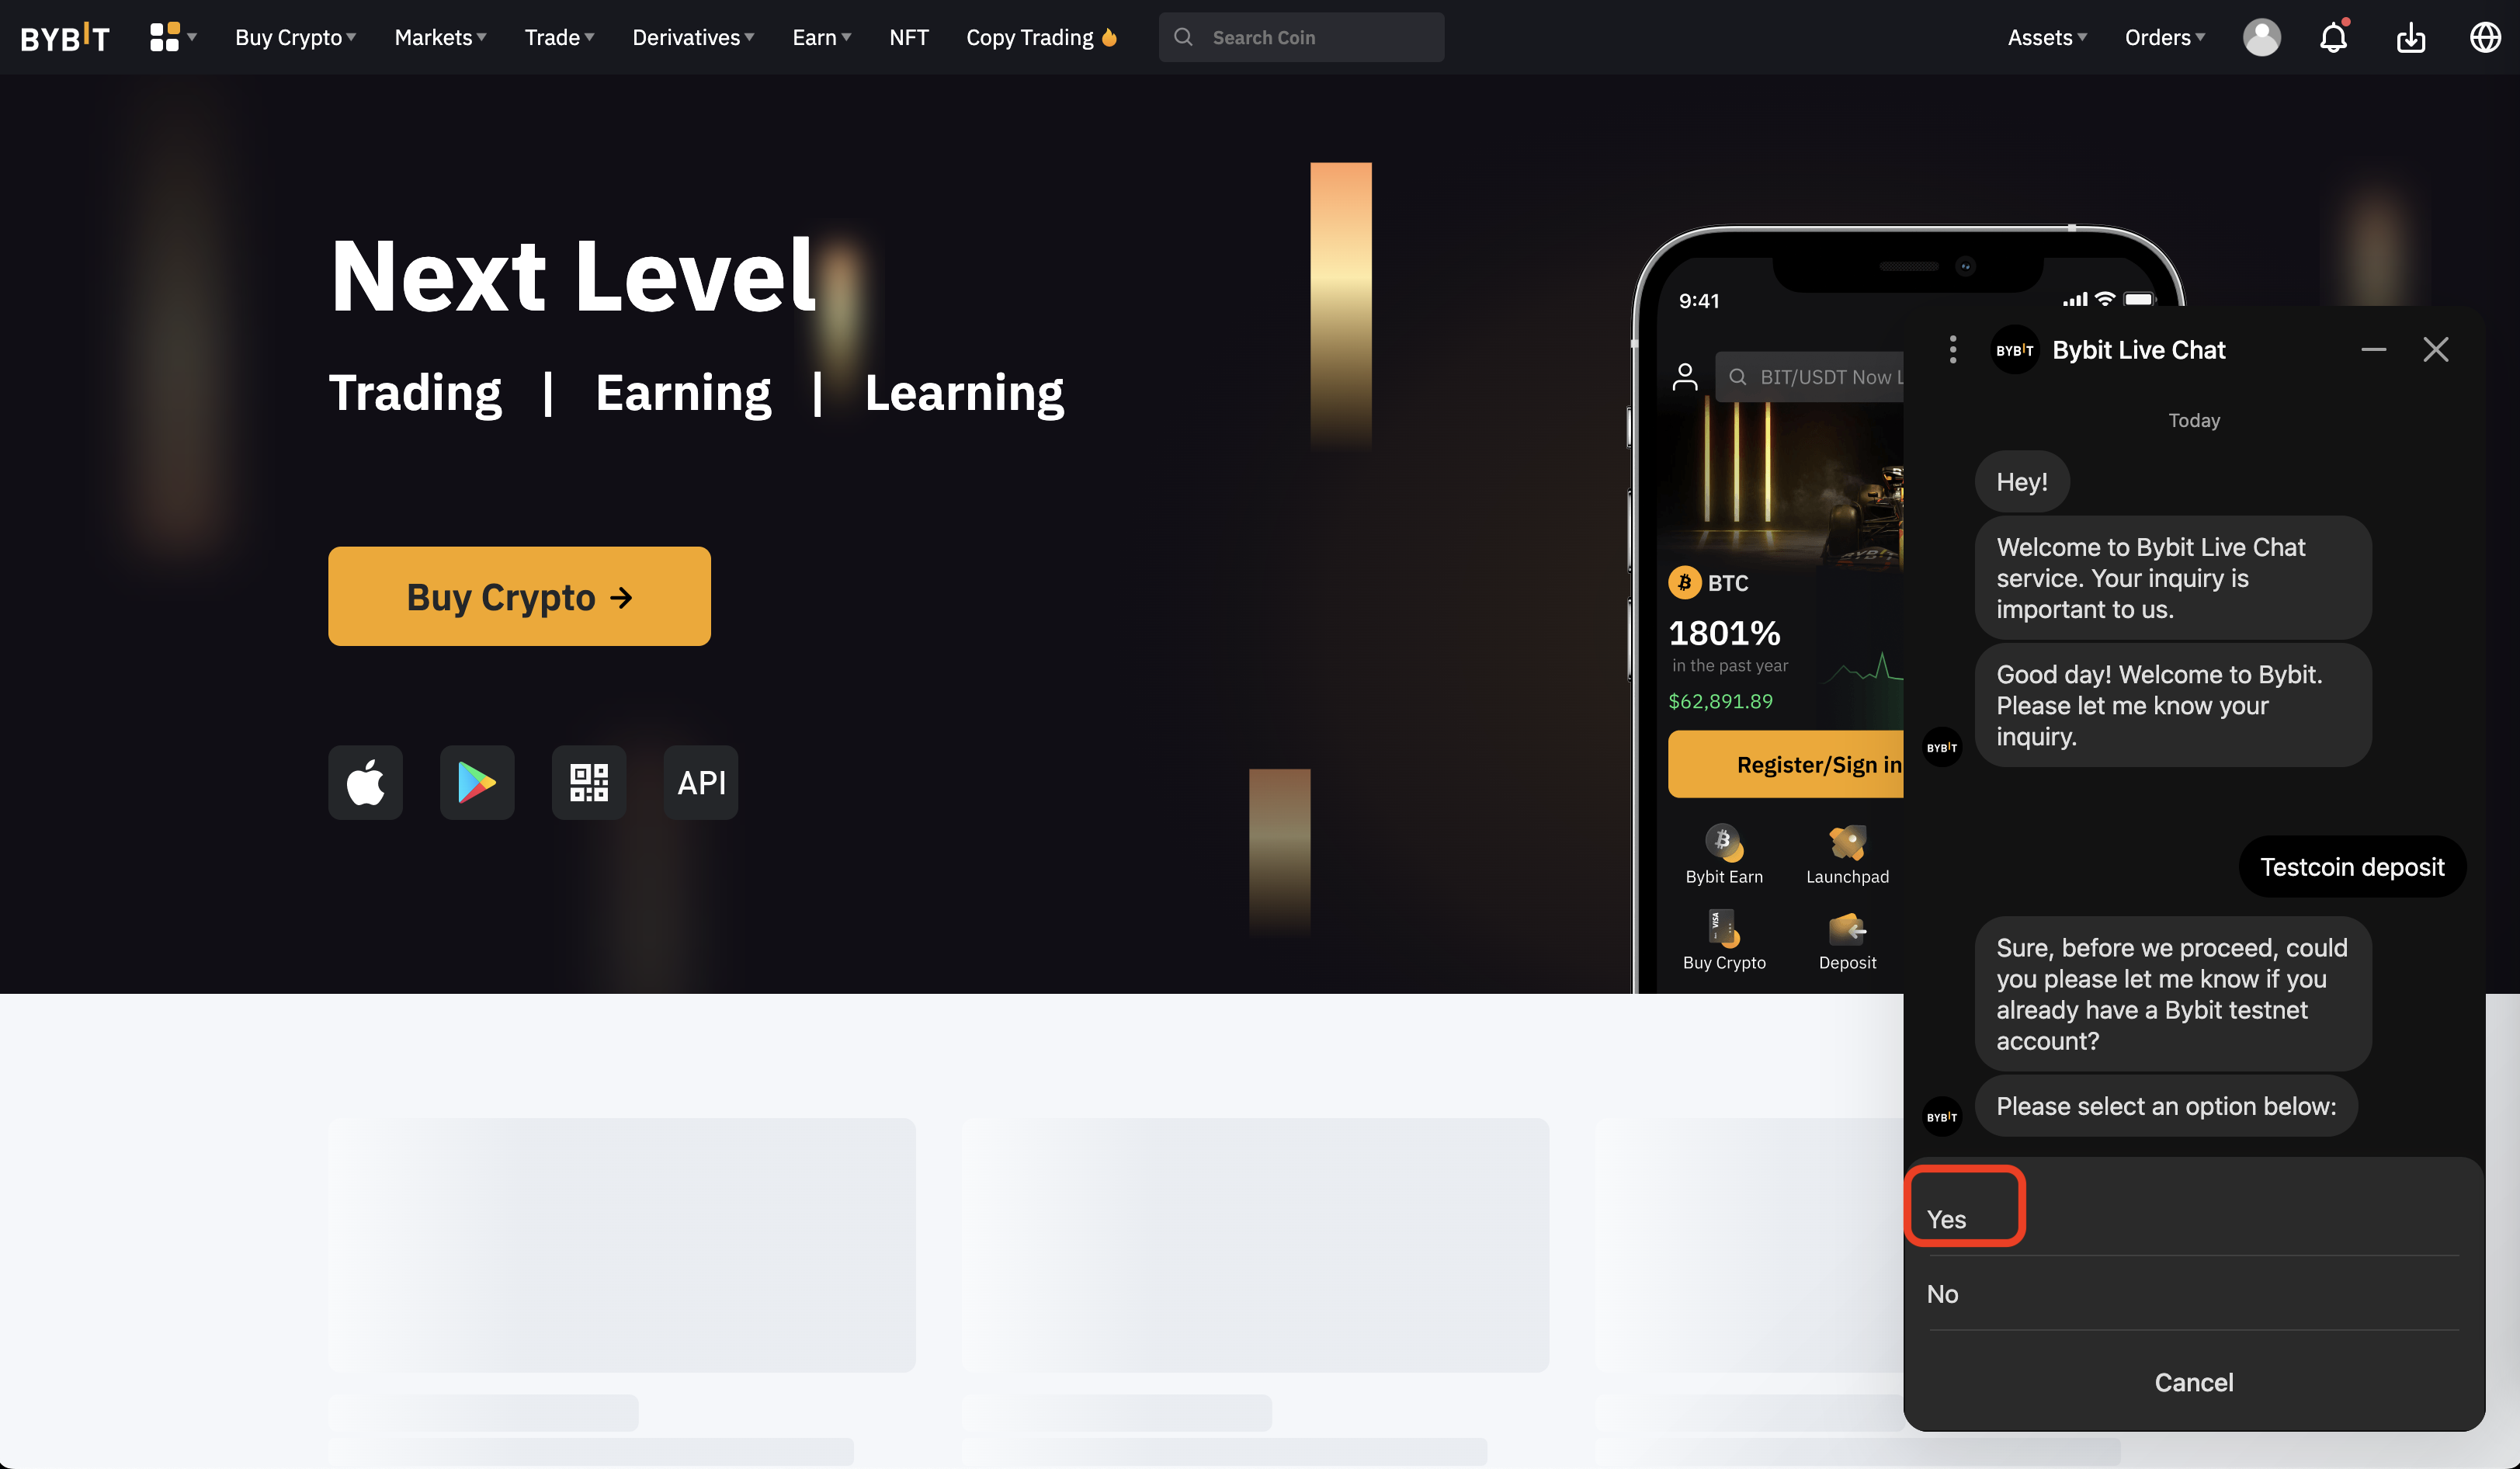 BYBIT
Buy Crypto
Markets
Trade
Derivatives
Earn
NFT
Copy Trading
Search Coin
Assets
Orders
Next Level
Trading | Earning | Learning
Buy Crypto →
API
9:41
BIT/USDT Now L
BTC
1801%
in the past year
$62,891.89
Register/Sign in
Bybit Earn
Launchpad
VISA
Buy Crypto
Deposit
BYBIT
Bybit Live Chat
Today
Hey!
Welcome to Bybit Live Chat
service. Your inquiry is
important to us.
Good day! Welcome to Bybit.
Please let me know your
inquiry.
BYBIT
Testcoin deposit
Sure, before we proceed, could
you please let me know if you
already have a Bybit testnet
account?
Please select an option below:
BYBIT
Yes
No
Cancel